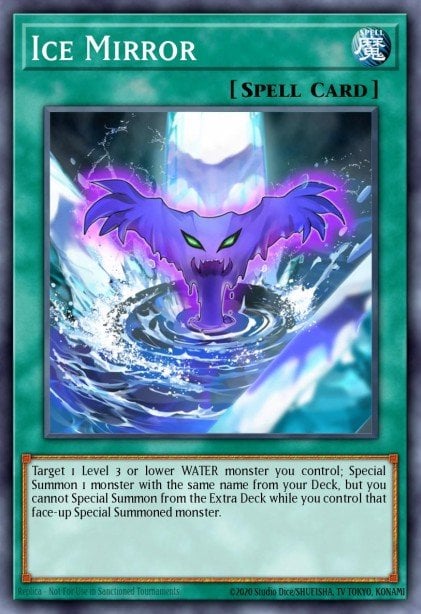 ICE MIRROR
SPELL
魔
[ SPELL CARD ]
Target 1 Level 3 or lower WATER monster you control; Special
Summon 1 monster with the same name from your Deck, but you
cannot Special Summon from the Extra Deck while you control that
face-up Special Summoned monster.
Replica - Not For Use in Sanctioned Tournaments
©2020 Studio Dice/SHUEISHA, TV TOKYO, KONAMI